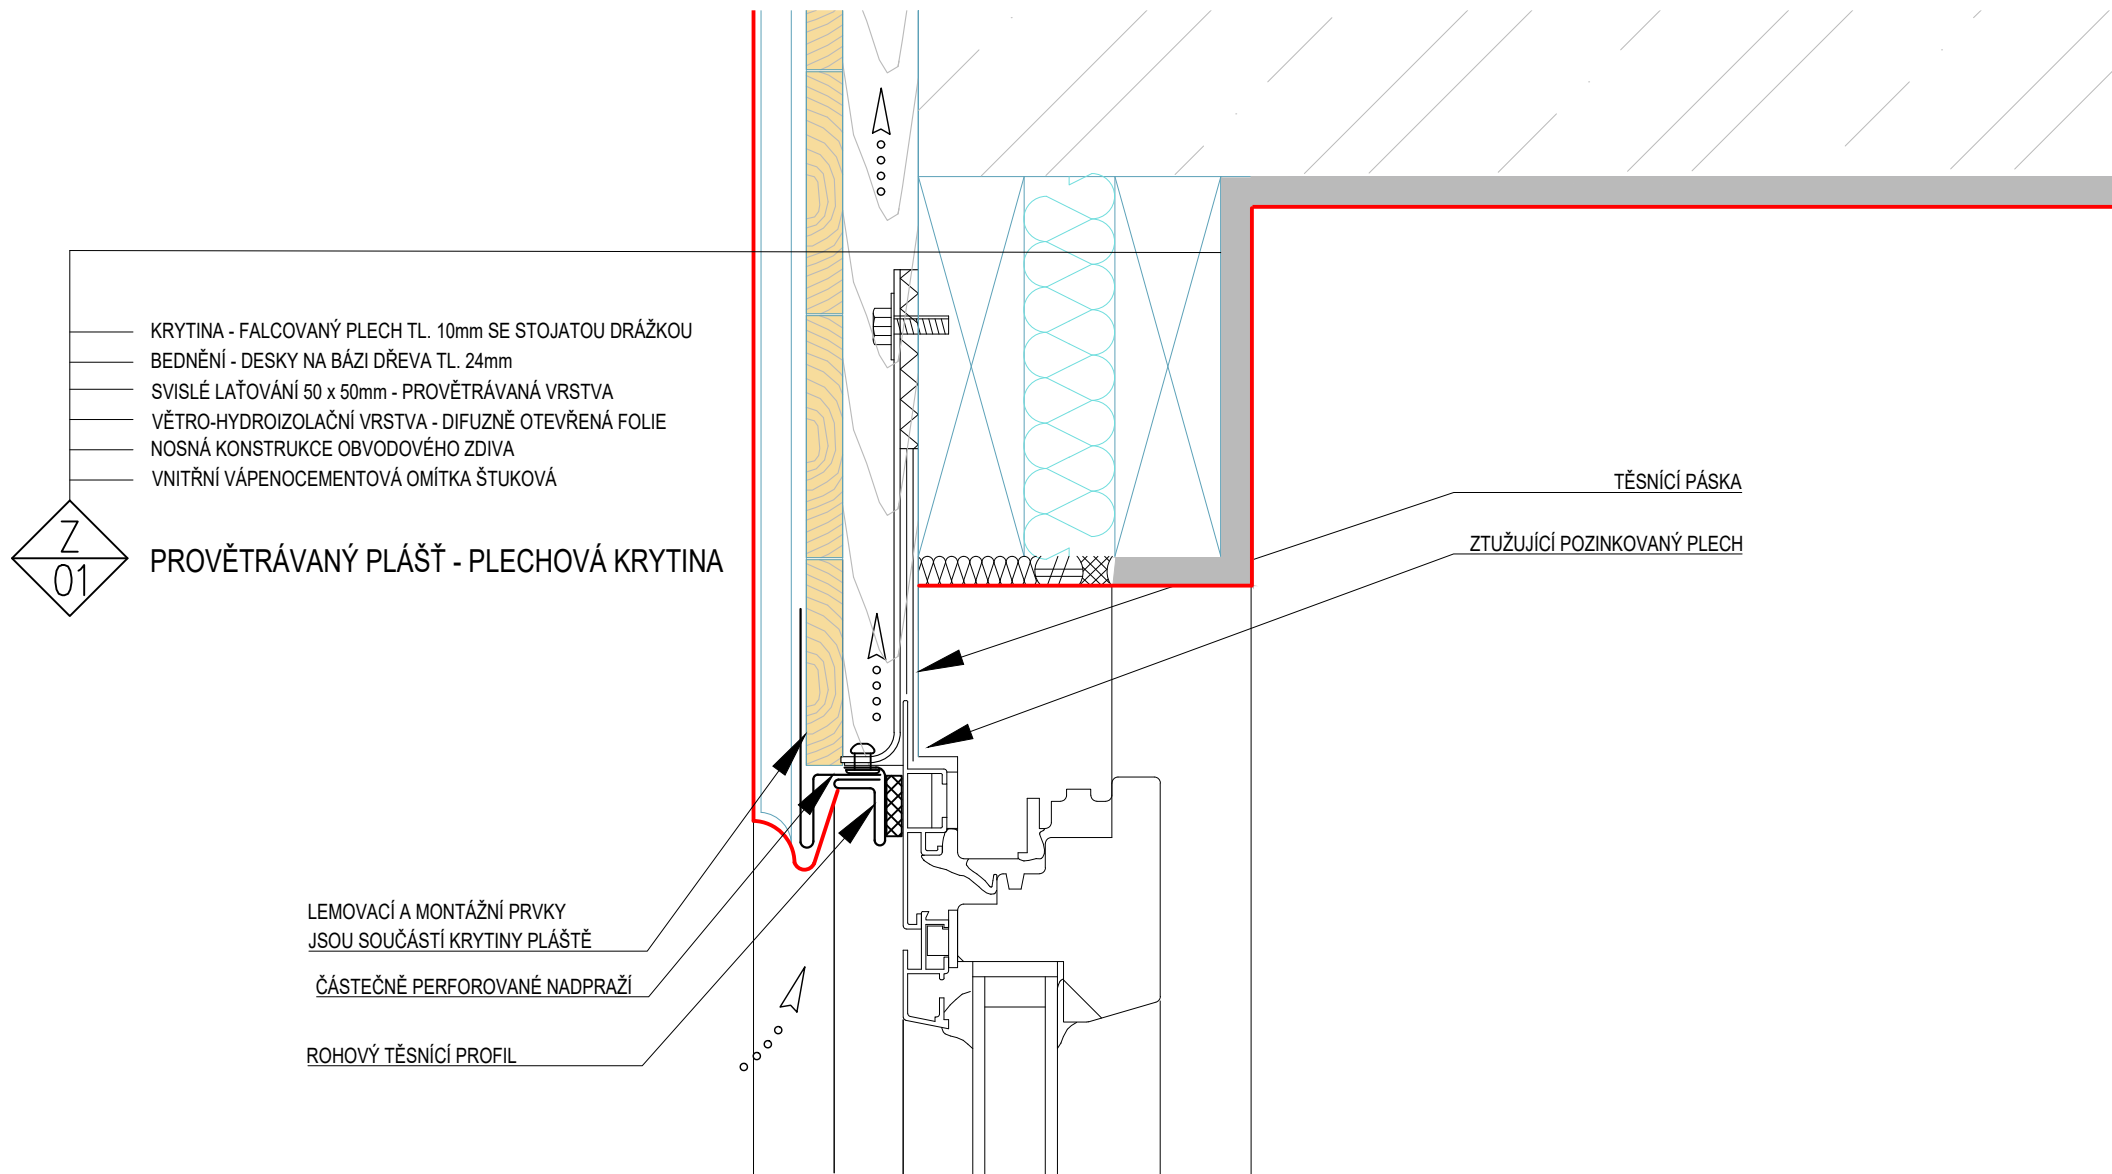 KRYTINA - FALCOVANÝ PLECH TL. 10mm SE STOJATOU DRÁŽKOU
BEDNĚNÍ - DESKY NA BÁZI DŘEVA TL. 24mm
SVISLÉ LAŤOVÁNÍ 50 x 50mm - PROVĚTRÁVANÁ VRSTVA
VĚTRO-HYDROIZOLAČNÍ VRSTVA - DIFUZNĚ OTEVŘENÁ FOLIE
NOSNÁ KONSTRUKCE OBVODOVÉHO ZDIVA
VNITŘNÍ VÁPENOCEMENTOVÁ OMÍTKA ŠTUKOVÁ
Z
01
PROVĚTRÁVANÝ PLÁŠŤ - PLECHOVÁ KRYTINA
TĚSNÍCÍ PÁSKA
ZTUŽUJÍCÍ POZINKOVANÝ PLECH
LEMOVACÍ A MONTÁŽNÍ PRVKY
JSOU SOUČÁSTÍ KRYTINY PLÁŠTĚ
ČÁSTEČNĚ PERFOROVANÉ NADPRAŽÍ
ROHOVÝ TĚSNÍCÍ PROFIL